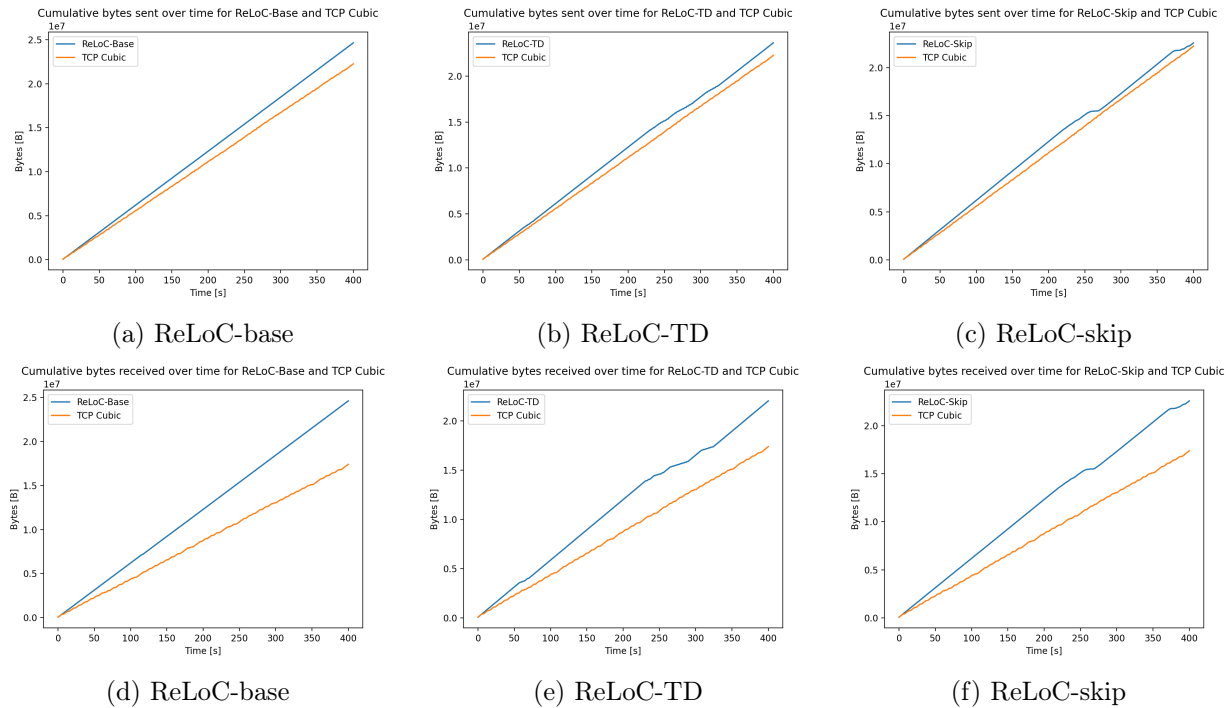 Cumulative bytes sent over time for ReLoC-Base and TCP Cubic
1e7
ReLoC-Base
TCP Cubic
2.5
2.0
1.5
1.0
0.5
0.0
Bytes [B]
0 50 100 150 200 250 300 350 400
Time [s]
(a) ReLoC-base
Cumulative bytes sent over time for ReLoC-TD and TCP Cubic
1e7
ReLoC-TD
TCP Cubic
2.0
1.5
1.0
0.5
0.0
Bytes [B]
0 50 100 150 200 250 300 350 400
Time [s]
(b) ReLoC-TD
Cumulative bytes sent over time for ReLoC-Skip and TCP Cubic
1e7
ReLoC-Skip
TCP Cubic
2.0
1.5
1.0
0.5
0.0
Bytes [B]
0 50 100 150 200 250 300 350 400
Time [s]
(c) ReLoC-skip
Cumulative bytes received over time for ReLoC-Base and TCP Cubic
1e7
ReLoC-Base
TCP Cubic
2.5
2.0
1.5
1.0
0.5
0.0
Bytes [B]
0 50 100 150 200 250 300 350 400
Time [s]
(d) ReLoC-base
Cumulative bytes received over time for ReLoC-TD and TCP Cubic
1e7
ReLoC-TD
TCP Cubic
2.0
1.5
1.0
0.5
0.0
Bytes [B]
0 50 100 150 200 250 300 350 400
Time [s]
(e) ReLoC-TD
Cumulative bytes received over time for ReLoC-Skip and TCP Cubic
1e7
ReLoC-Skip
TCP Cubic
2.0
1.5
1.0
0.5
0.0
Bytes [B]
0 50 100 150 200 250 300 350 400
Time [s]
(f) ReLoC-skip